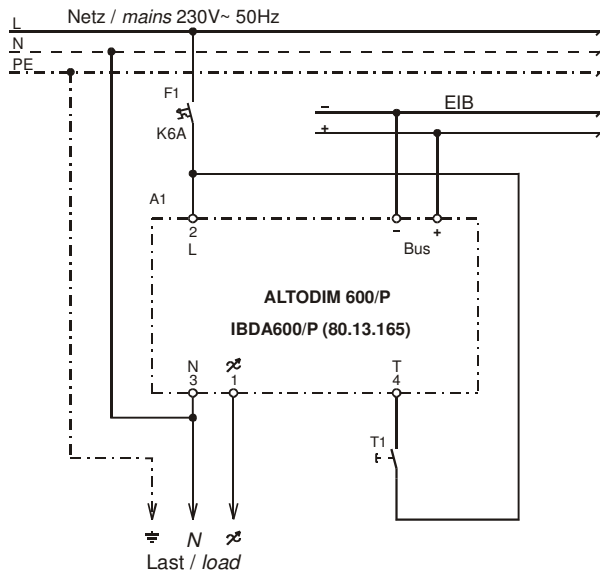 L Netz / mains 230V~ 50Hz
N
PE
F1
K6A
EIB
–
+
A1
2
L
– +
Bus
ALTODIM 600/P
IBDA600/P (80.13.165)
N T
3 1 4
T1
N
Last / load